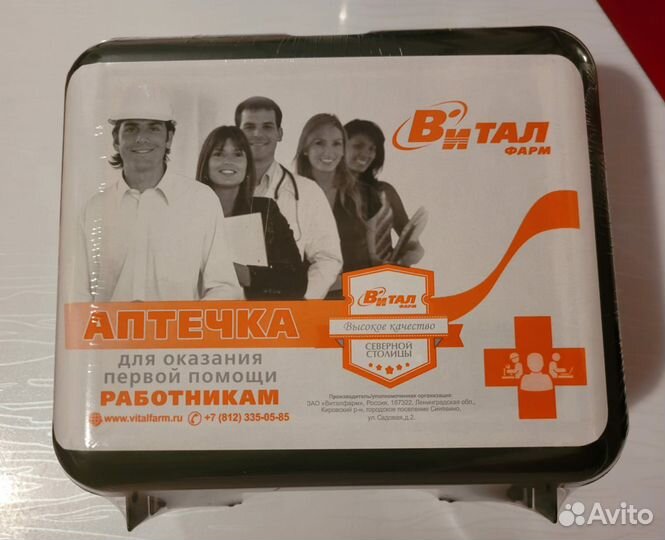 ВИТАЛ
ФАРМ
ВИТАЛ
ФАРМ
Высокое качество
СЕВЕРНОЙ
СТОЛИЦЫ
АПТЕЧКА
для оказания
первой помощи
РАБОТНИКАМ
www.vitalfarm.ru +7 (812) 335-05-85
Производитель/уполномоченная организация:
ЗАО «Виталфарм», Россия, 187322, Ленинградская обл.,
Кировский р-н, городское поселение Синявино,
ул. Садовая, д.2.
Avito